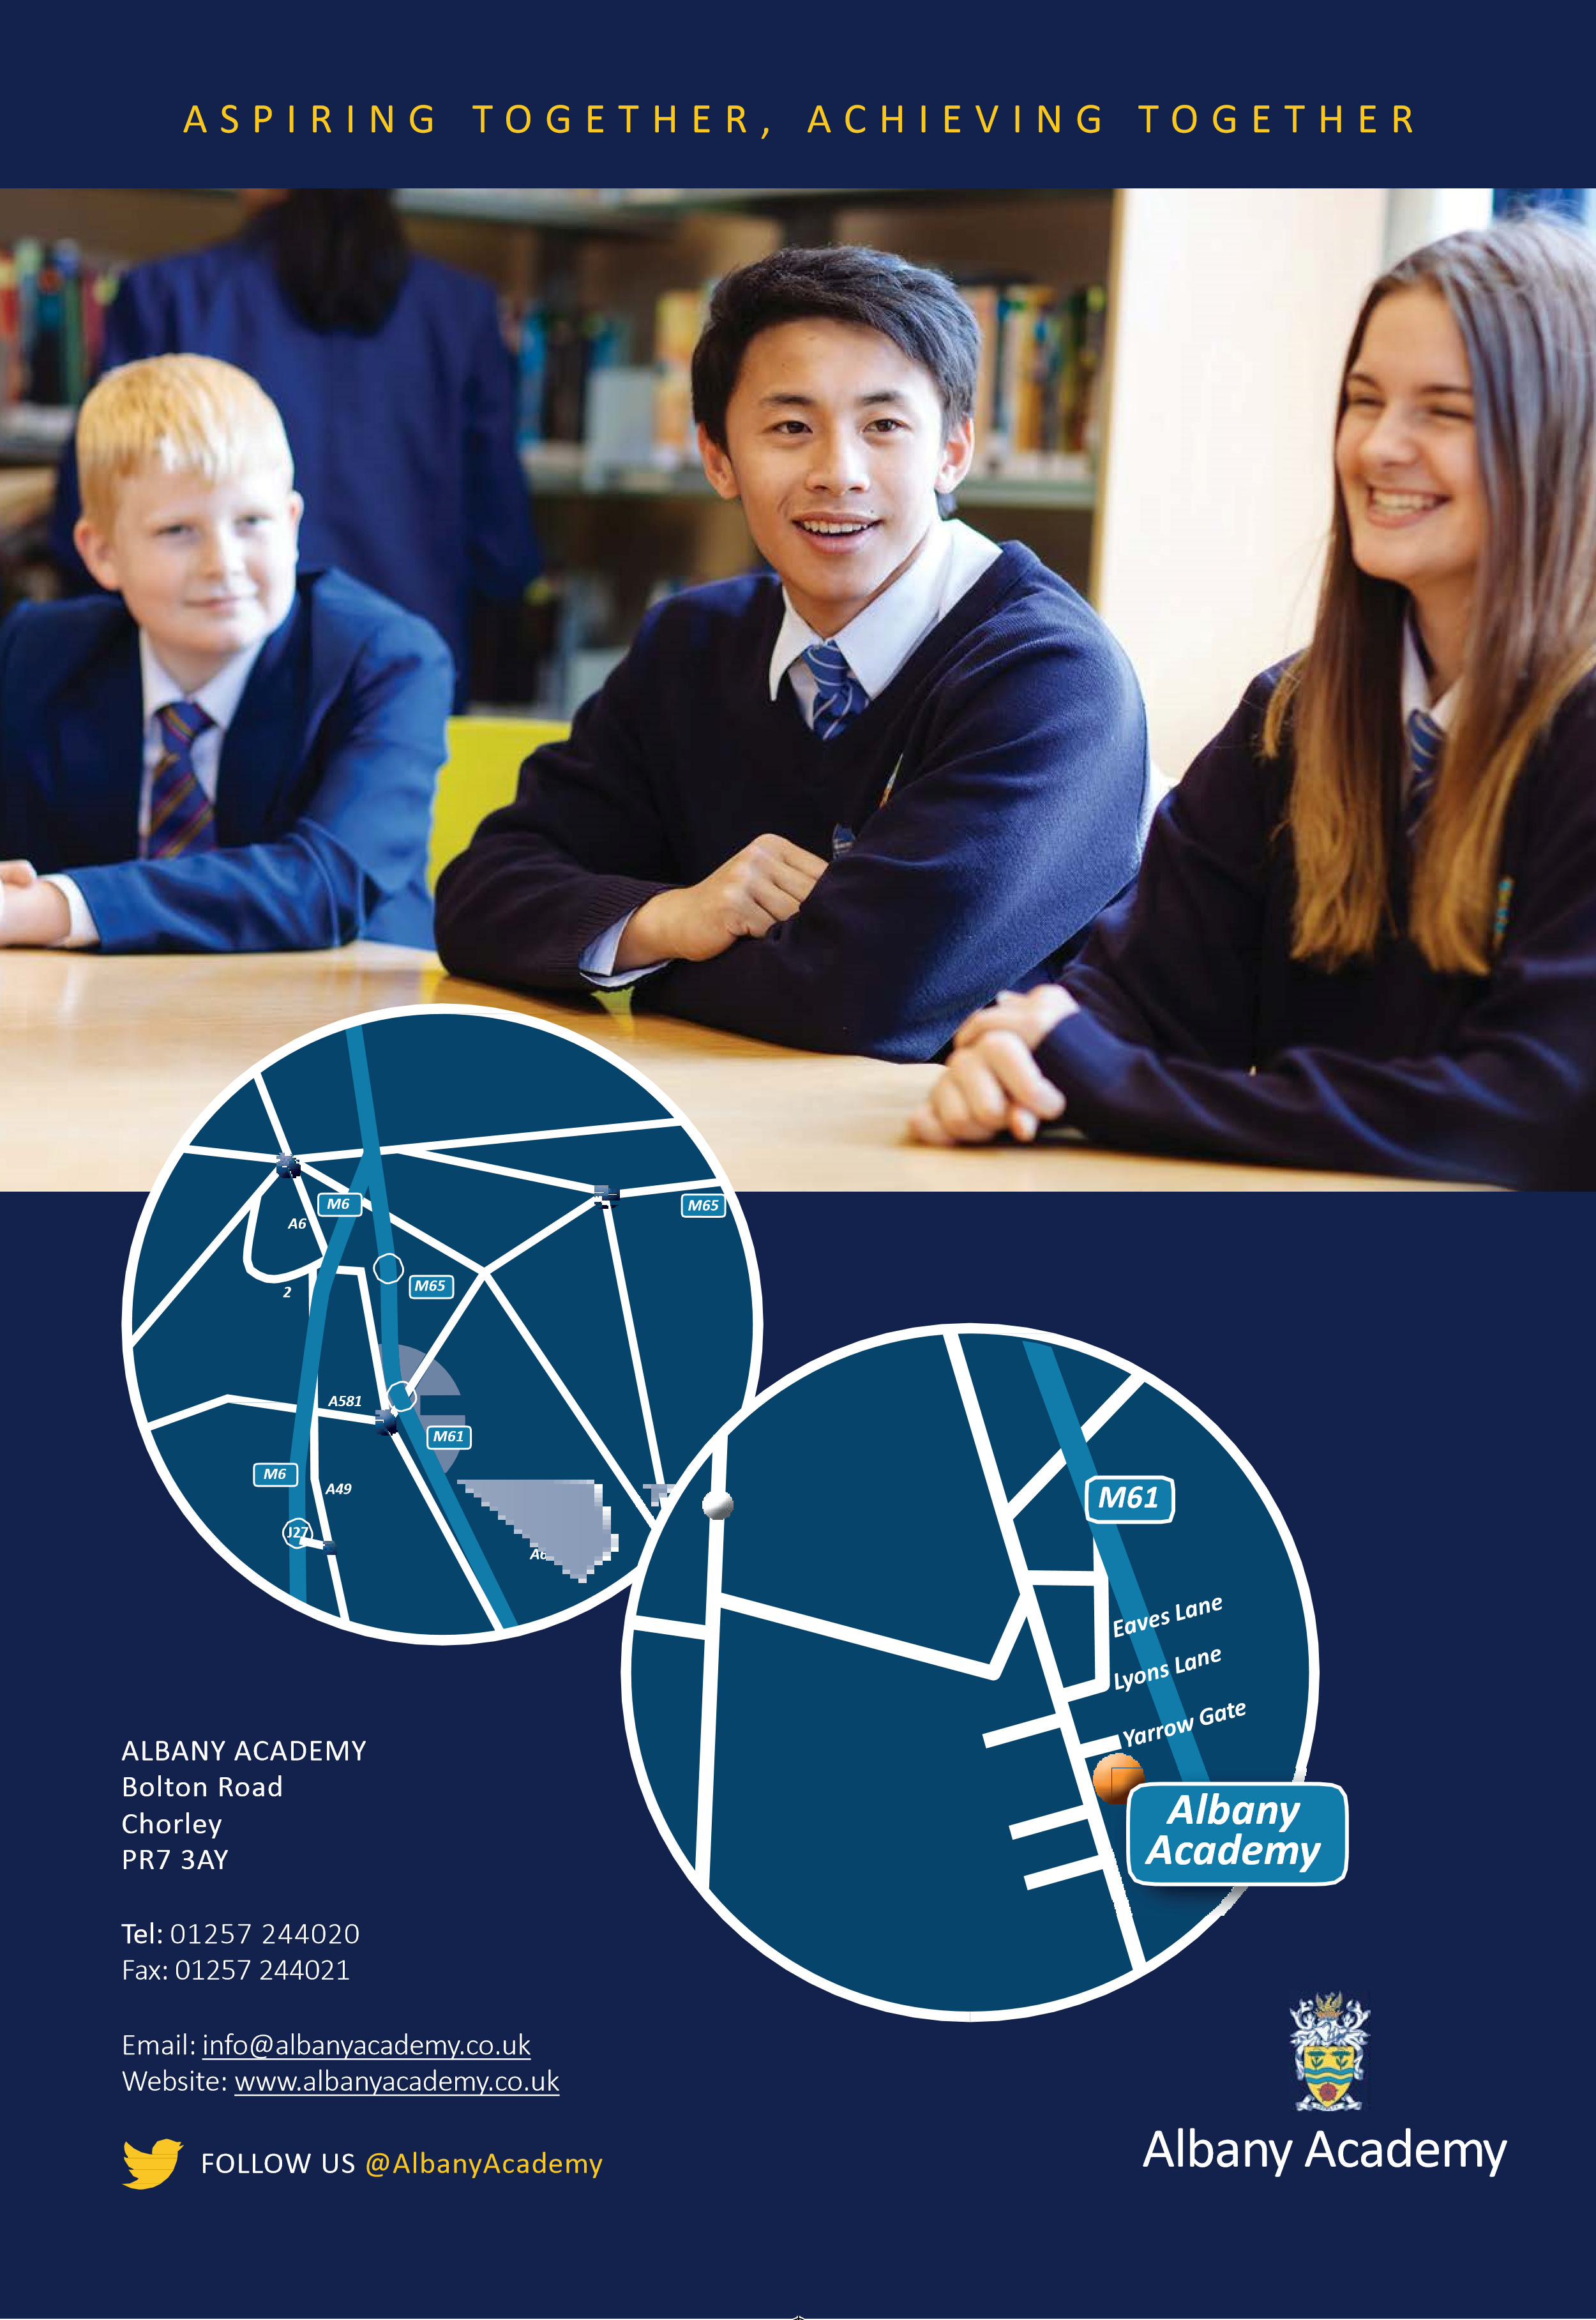 ASPIRING TOGETHER, ACHIEVING TOGETHER
M6
M65
A6
M65
2
A581
M61
M6
A49
J27
M61
Eaves Lane
Lyons Lane
Yarrow Gate
Albany
Academy
ALBANY ACADEMY
Bolton Road
Chorley
PR7 3AY
Tel: 01257 244020
Fax: 01257 244021
Email: info@albanyacademy.co.uk
Website: www.albanyacademy.co.uk
FOLLOW US @AlbanyAcademy
Albany Academy